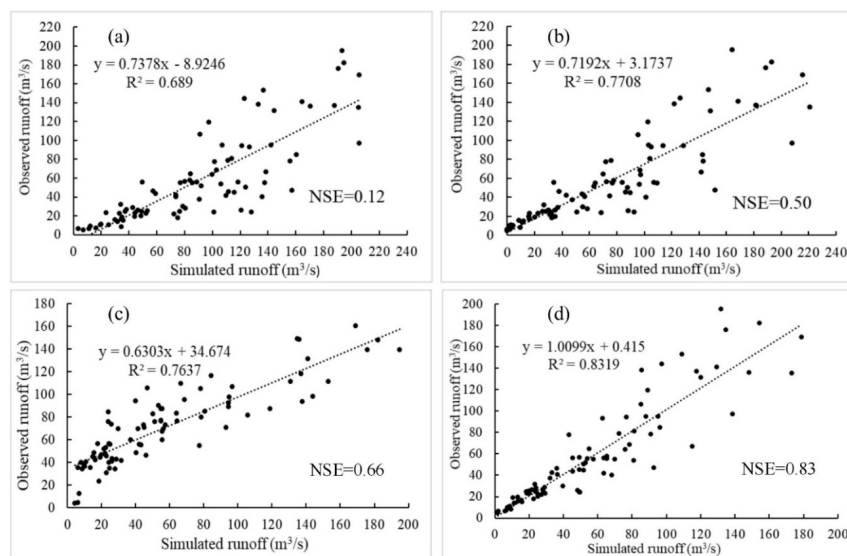 (a)
y = 0.7378x - 8.9246
R² = 0.689
NSE=0.12
Observed runoff (m³/s)
220
200
180
160
140
120
100
80
60
40
20
0
0 20 40 60 80 100 120 140 160 180 200 220 240
Simulated runoff (m³/s)
(b)
y = 0.7192x + 3.1737
R² = 0.7708
NSE=0.50
Observed runoff (m³/s)
220
200
180
160
140
120
100
80
60
40
20
0
0 20 40 60 80 100 120 140 160 180 200 220 240
Simulated runoff (m³/s)
(c)
y = 0.6303x + 34.674
R² = 0.7637
NSE=0.66
Observed runoff (m³/s)
180
160
140
120
100
80
60
40
20
0
0 20 40 60 80 100 120 140 160 180 200
Simulated runoff (m³/s)
(d)
y = 1.0099x + 0.415
R² = 0.8319
NSE=0.83
Observed runoff (m³/s)
200
180
160
140
120
100
80
60
40
20
0
0 20 40 60 80 100 120 140 160 180 200
Simulated runoff (m³/s)